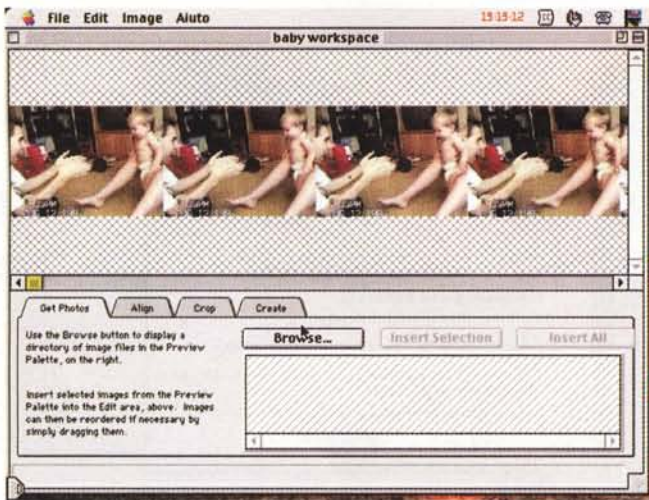 File Edit Image Aiuto 15:15:12
baby workspace
Get Photos Align Crop Create
Use the Browse button to display a
directory of image files in the Preview
Palette, on the right.
Insert selected images from the Preview
Palette into the Edit area, above. Images
can then be reordered if necessary by
simply dragging them.
Browse... Insert Selection Insert All